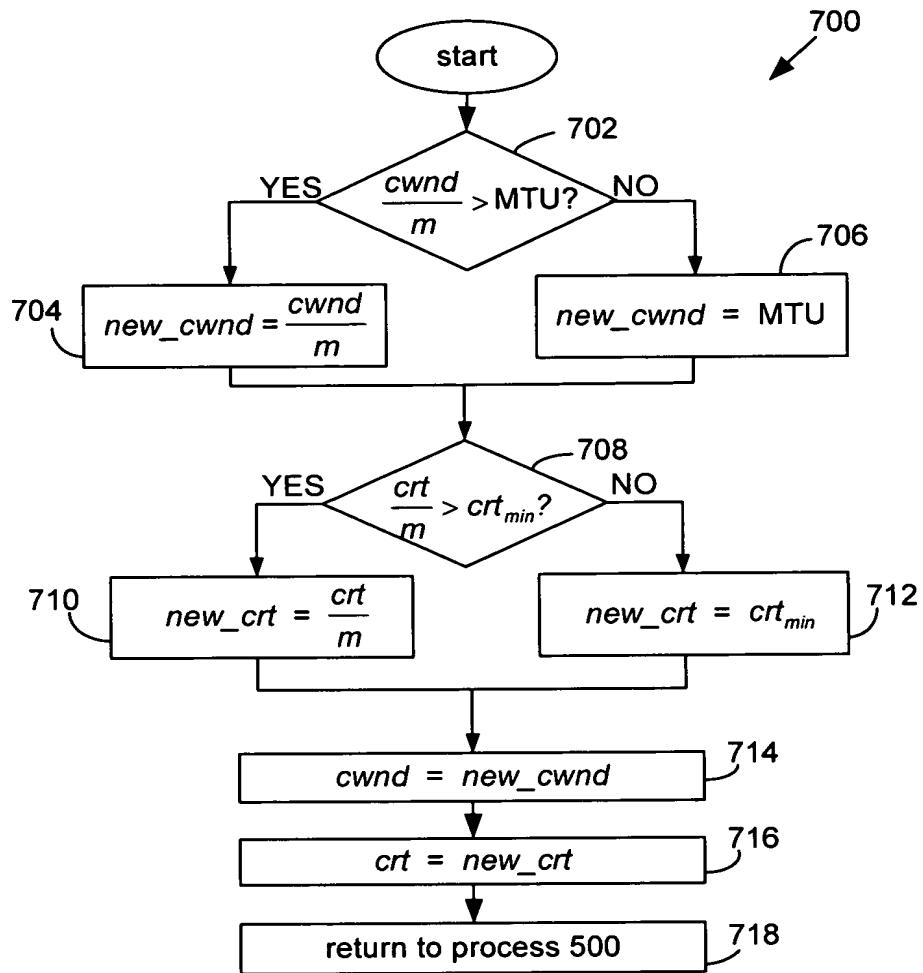 700
start
702
YES
cwnd
m
> MTU?
NO
706
704
new_cwnd = cwnd
m
new_cwnd = MTU
708
YES
crt
m
> crt_min?
NO
710
new_crt = crt
m
new_crt = crt_min
712
cwnd = new_cwnd
714
crt = new_crt
716
return to process 500
718